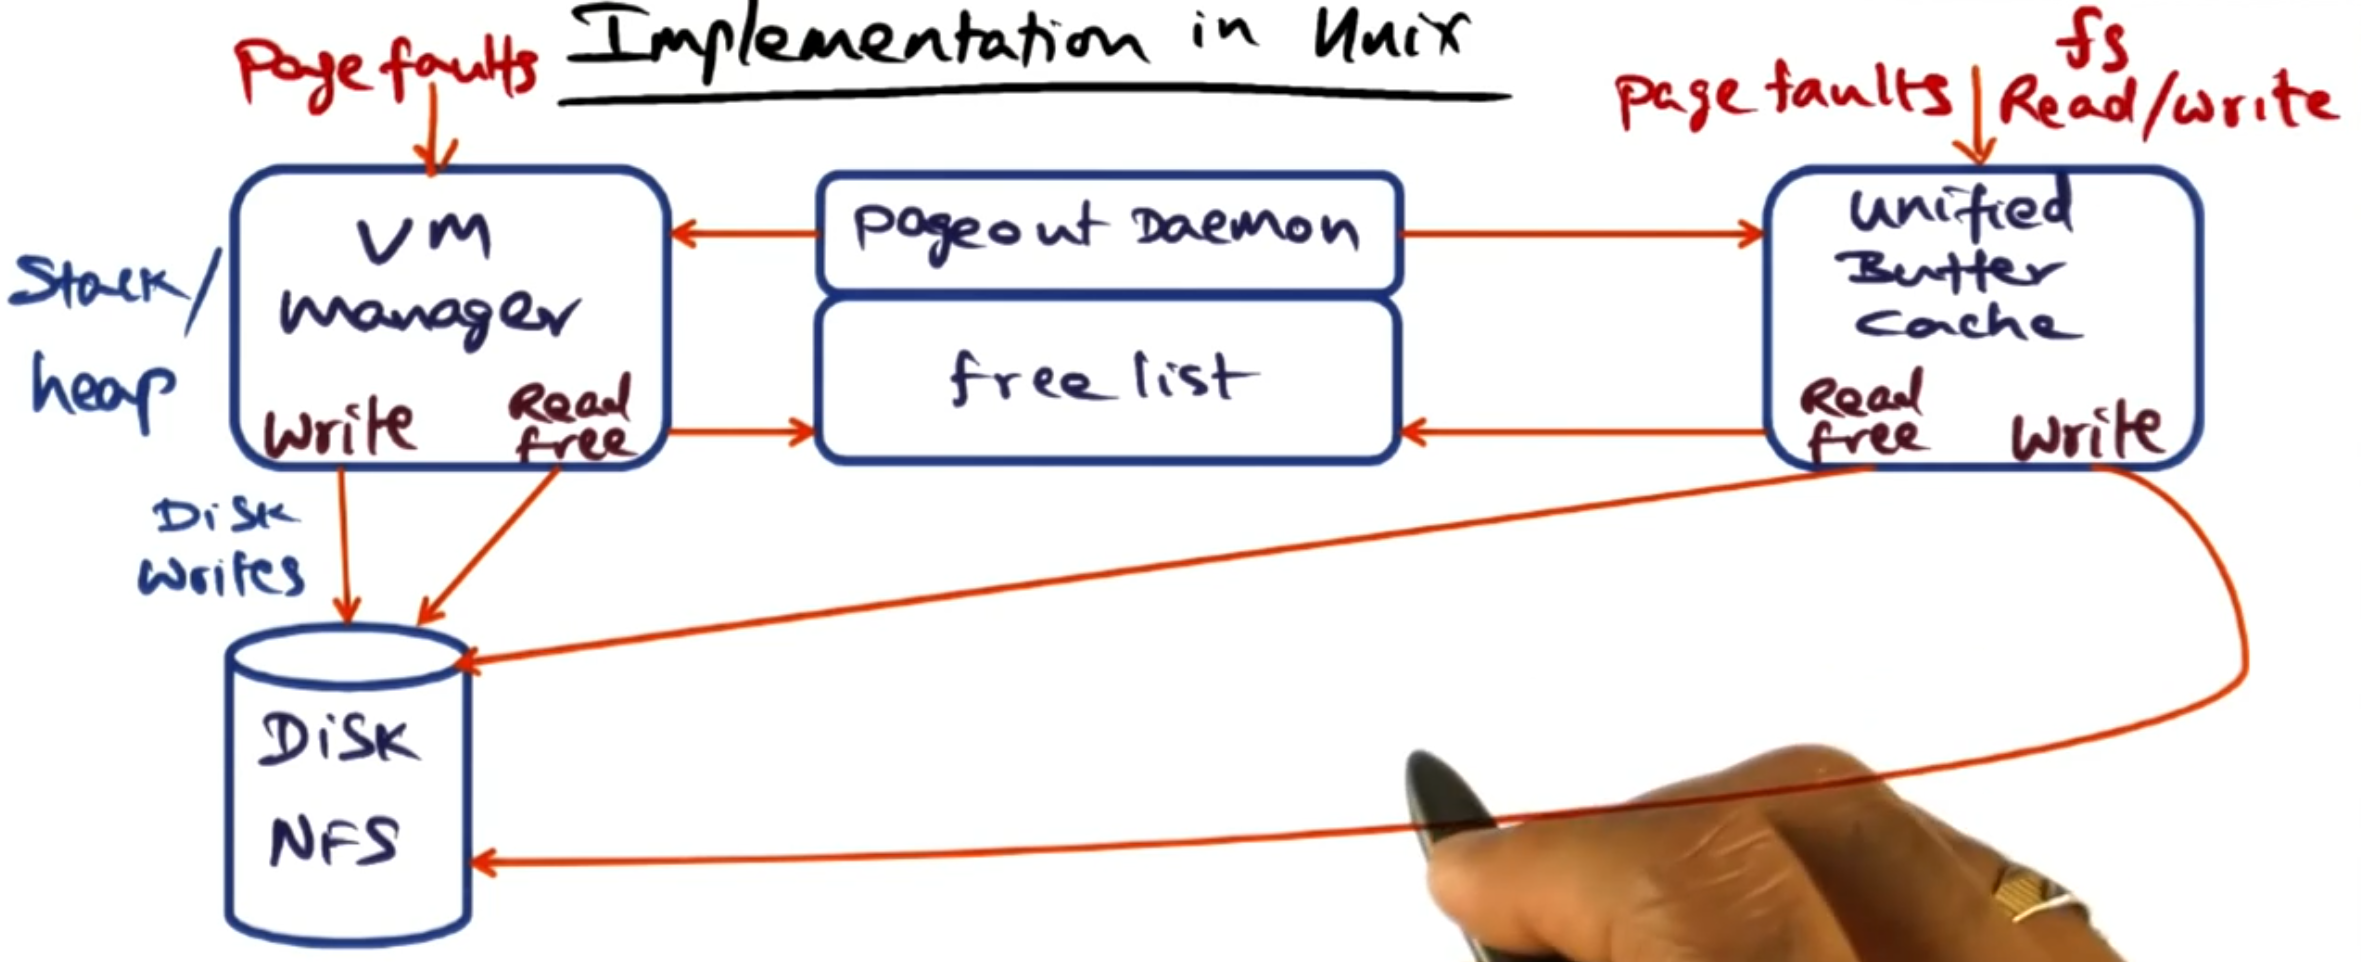 Implementation in Unix
Page faults
page faults
fs
Read/write
VM
Manager
Write
Read
free
Stack/
heap
Pageout Daemon
free list
Unified
Buffer
Cache
Read
free
Write
Disk
Writes
Disk
NFS